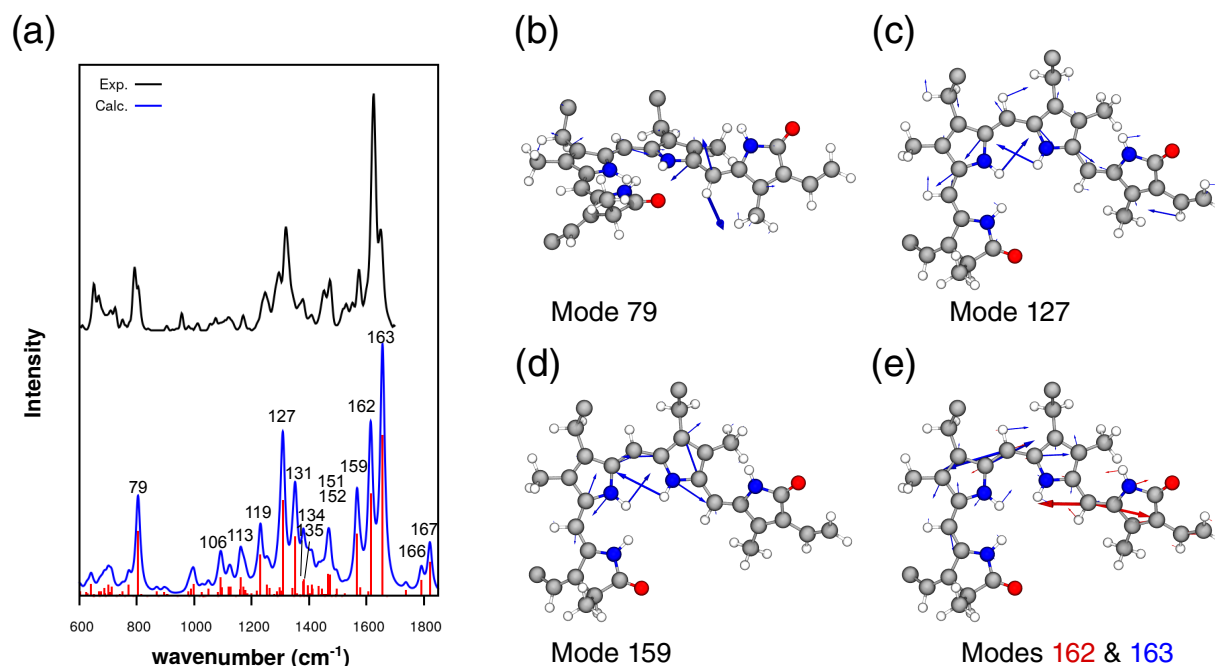 (a)
(b)
(c)
Exp.
Calc.
163
127
162
79
131
159
151
152
119
134
135
106
113
167
166
Intensity
600 800 1000 1200 1400 1600 1800
wavenumber (cm-1)
Mode 79
Mode 127
(d)
(e)
Mode 159
Modes 162 & 163